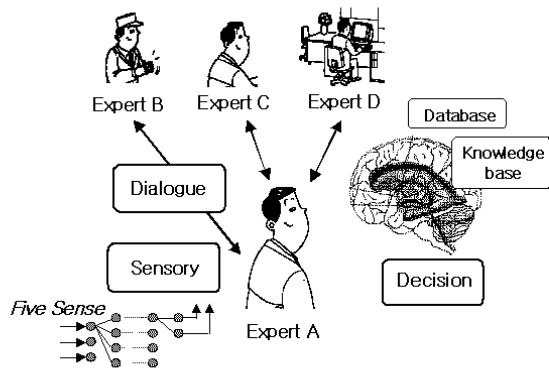 Expert B
Expert C
Expert D
Database
Knowledge
base
Dialogue
Sensory
Decision
Five Sense
Expert A